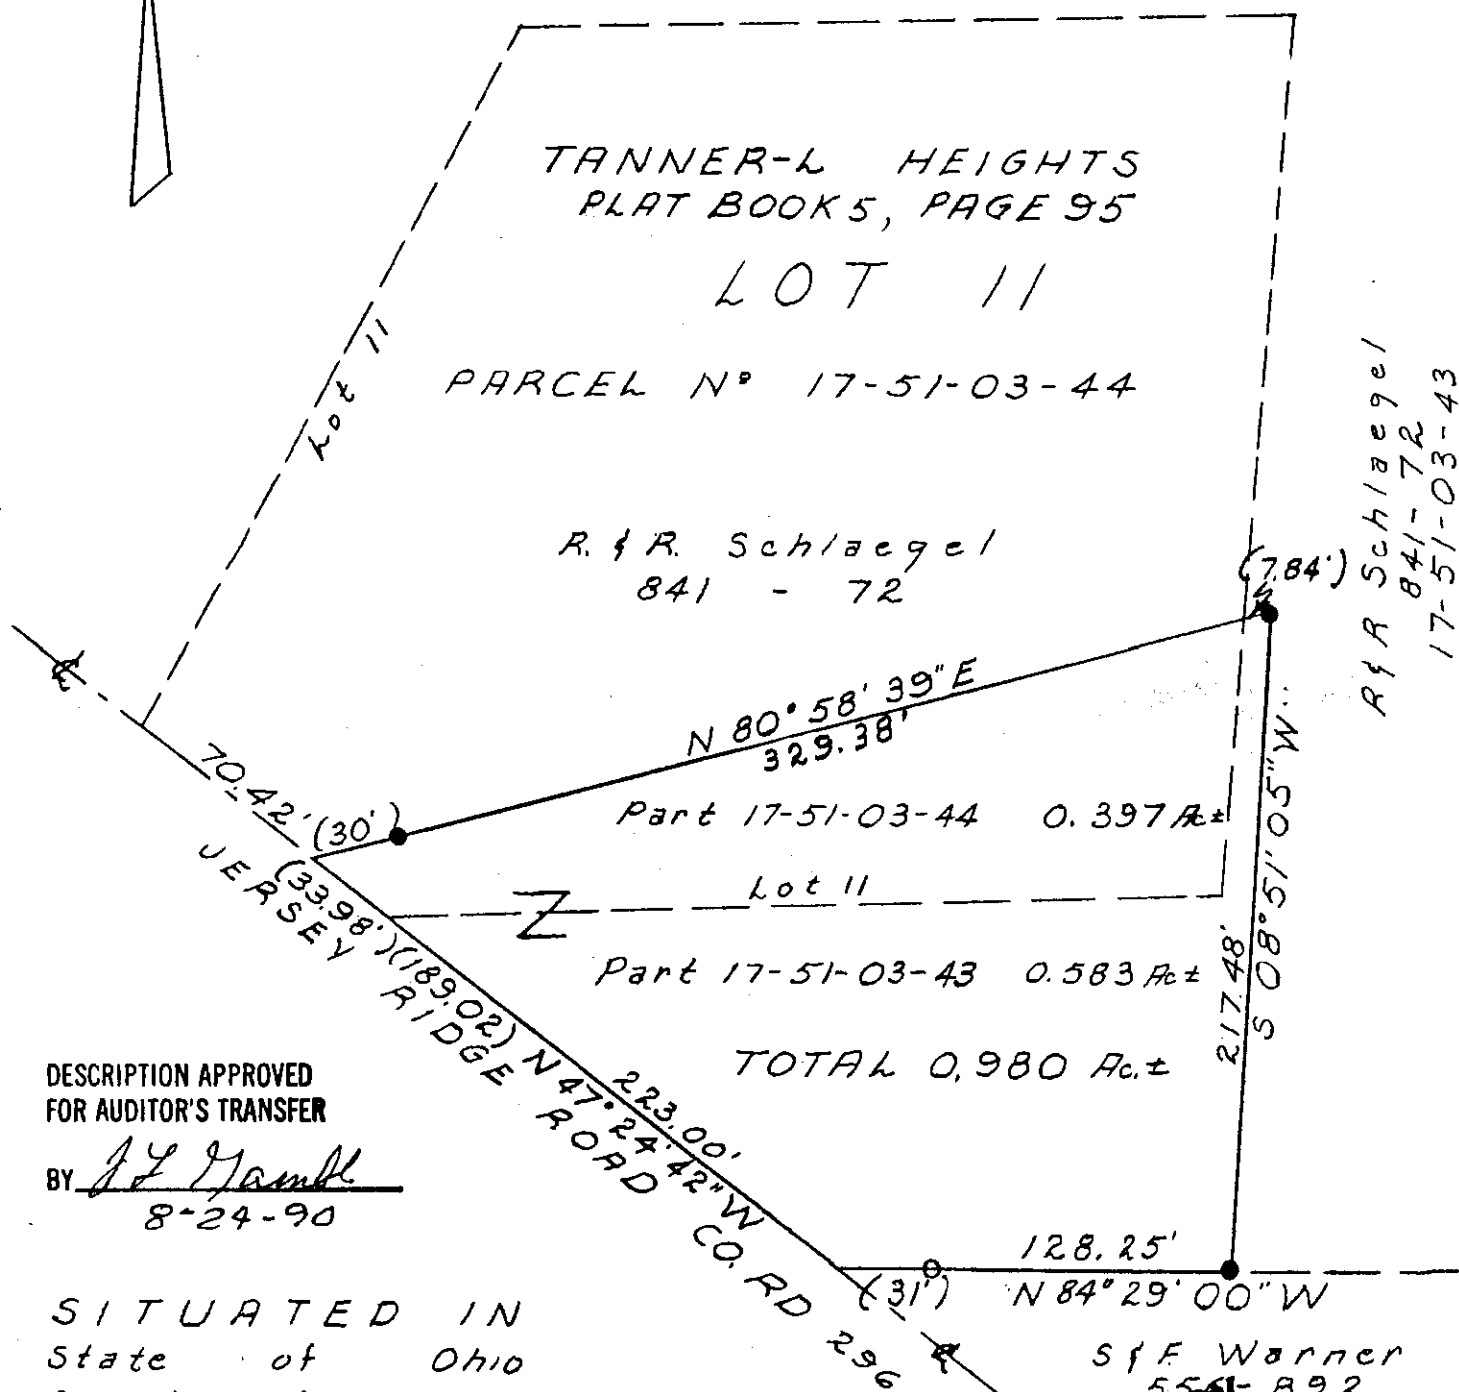 TANNER-L HEIGHTS
PLAT BOOK 5, PAGE 95
LOT 11
Lot 11
PARCEL Nº 17-51-03-44
R & R Schlaegel
841-72
17-51-03-43
R. & R. Schlaegel
841 - 72
(7.84')
N 80° 58' 39" E
329.38'
70.42'
(30')
Part 17-51-03-44 0.397 Ac±
(33.98')
Lot 11
JERSEY RIDGE ROAD CO. RD 296
(189.02)
Part 17-51-03-43 0.583 Ac±
217.48'
S 08° 51' 05" W
TOTAL 0.980 Ac.±
223.00'
N 47° 24' 42" W
DESCRIPTION APPROVED
FOR AUDITOR'S TRANSFER
BY
8-24-90
128.25'
(31')
N 84° 29' 00" W
SITUATED IN
State of Ohio
S & F. Warner